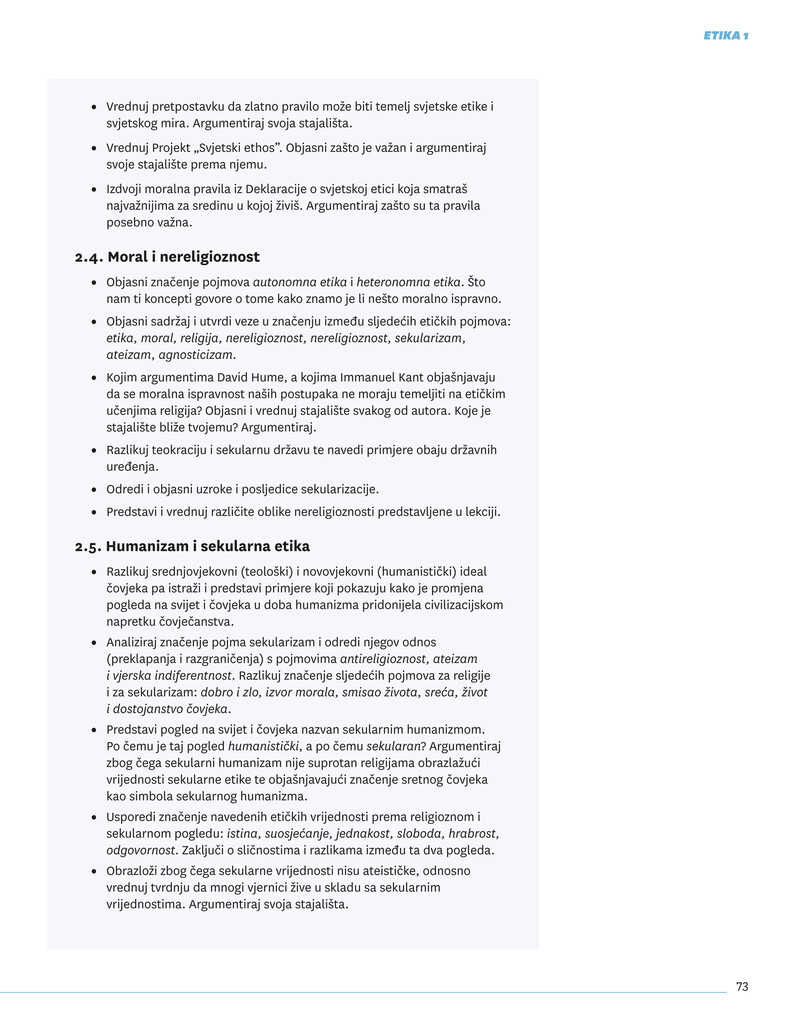 ETIKA 1
• Vrednuj pretpostavku da zlatno pravilo može biti temelj svjetske etike i
svjetskog mira. Argumentiraj svoja stajališta.
• Vrednuj Projekt „Svjetski ethos”. Objasni zašto je važan i argumentiraj
svoje stajalište prema njemu.
• Izdvoji moralna pravila iz Deklaracije o svjetskoj etici koja smatraš
najvažnijima za sredinu u kojoj živiš. Argumentiraj zašto su ta pravila
posebno važna.
2.4. Moral i nereligioznost
• Objasni značenje pojmova autonomna etika i heteronomna etika. Što
nam ti koncepti govore o tome kako znamo je li nešto moralno ispravno.
• Objasni sadržaj i utvrdi veze u značenju između sljedećih etičkih pojmova:
etika, moral, religija, nereligioznost, nereligioznost, sekularizam,
ateizam, agnosticizam.
• Kojim argumentima David Hume, a kojima Immanuel Kant objašnjavaju
da se moralna ispravnost naših postupaka ne moraju temeljiti na etičkim
učenjima religija? Objasni i vrednuj stajalište svakog od autora. Koje je
stajalište bliže tvojemu? Argumentiraj.
• Razlikuj teokraciju i sekularnu državu te navedi primjere obaju državnih
uređenja.
• Odredi i objasni uzroke i posljedice sekularizacije.
• Predstavi i vrednuj različite oblike nereligioznosti predstavljene u lekciji.
2.5. Humanizam i sekularna etika
• Razlikuj srednjovjekovni (teološki) i novovjekovni (humanistički) ideal
čovjeka pa istraži i predstavi primjere koji pokazuju kako je promjena
pogleda na svijet i čovjeka u doba humanizma pridonijela civilizacijskom
napretku čovječanstva.
• Analiziraj značenje pojma sekularizam i odredi njegov odnos
(preklapanja i razgraničenja) s pojmovima antireligioznost, ateizam
i vjerska indiferentnost. Razlikuj značenje sljedećih pojmova za religije
i za sekularizam: dobro i zlo, izvor morala, smisao života, sreća, život
i dostojanstvo čovjeka.
• Predstavi pogled na svijet i čovjeka nazvan sekularnim humanizmom.
Po čemu je taj pogled humanistički, a po čemu sekularan? Argumentiraj
zbog čega sekularni humanizam nije suprotan religijama obrazlažući
vrijednosti sekularne etike te objašnjavajući značenje sretnog čovjeka
kao simbola sekularnog humanizma.
• Usporedi značenje navedenih etičkih vrijednosti prema religioznom i
sekularnom pogledu: istina, suosjećanje, jednakost, sloboda, hrabrost,
odgovornost. Zaključi o sličnostima i razlikama između ta dva pogleda.
• Obrazloži zbog čega sekularne vrijednosti nisu ateističke, odnosno
vrednuj tvrdnju da mnogi vjernici žive u skladu sa sekularnim
vrijednostima. Argumentiraj svoja stajališta.
73